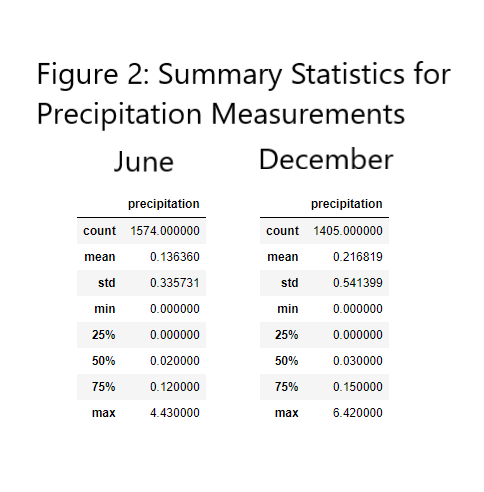 Figure 2: Summary Statistics for
Precipitation Measurements
June
precipitation
count 1574.000000
mean 0.136360
std 0.335731
min 0.000000
25% 0.000000
50% 0.020000
75% 0.120000
max 4.430000
December
precipitation
count 1405.000000
mean 0.216819
std 0.541399
min 0.000000
25% 0.000000
50% 0.030000
75% 0.150000
max 6.420000